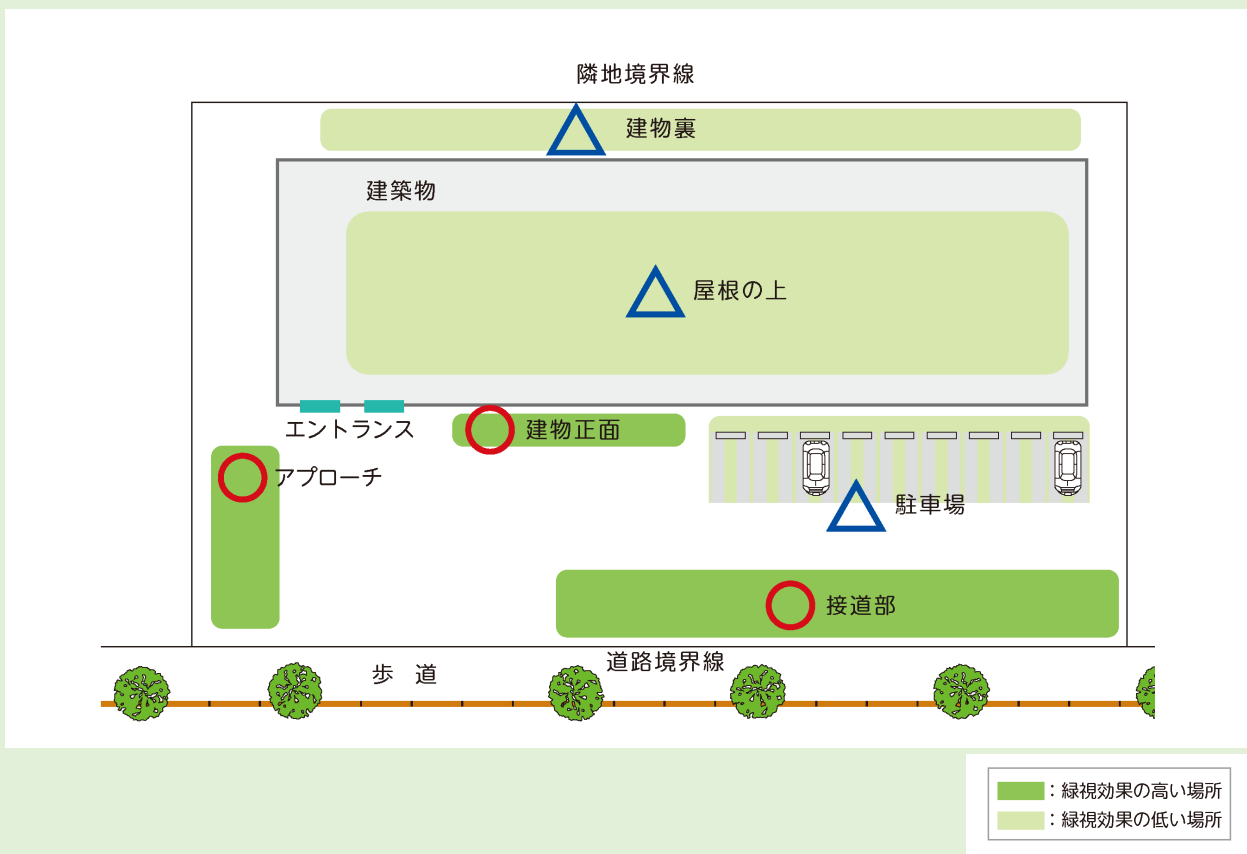 隣地境界線
建物裏
建築物
屋根の上
エントランス
建物正面
アプローチ
駐車場
接道部
道路境界線
歩 道
：緑視効果の高い場所
：緑視効果の低い場所